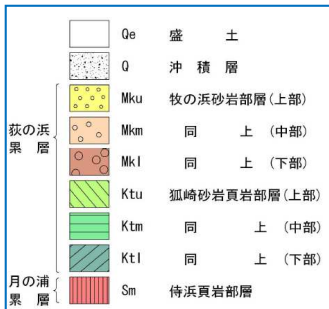 Qe 盛 土
Q 沖 積 層
Mku 牧の浜砂岩部層(上部)
荻の浜累層
Mkm 同 上 (中部)
Mkl 同 上 (下部)
Ktu 狐崎砂岩頁岩部層(上部)
Ktm 同 上 (中部)
Ktl 同 上 (下部)
月の浦累層
Sm 侍浜頁岩部層